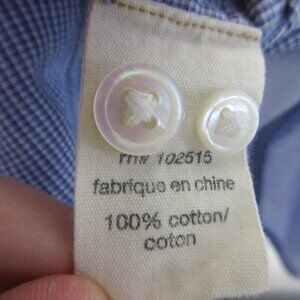 rn# 102515
fabrique en chine
100% cotton/
coton